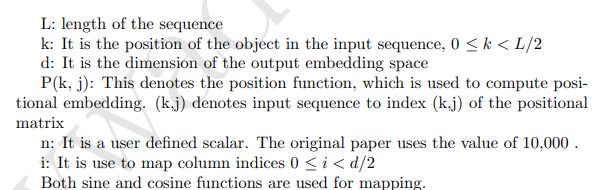 L: length of the sequence
k: It is the position of the object in the input sequence, 0 ≤ k < L/2
d: It is the dimension of the output embedding space
P(k, j): This denotes the position function, which is used to compute posi-
tional embedding. (k,j) denotes input sequence to index (k,j) of the positional
matrix
n: It is a user defined scalar. The original paper uses the value of 10,000 .
i: It is use to map column indices 0 ≤ i < d/2
Both sine and cosine functions are used for mapping.